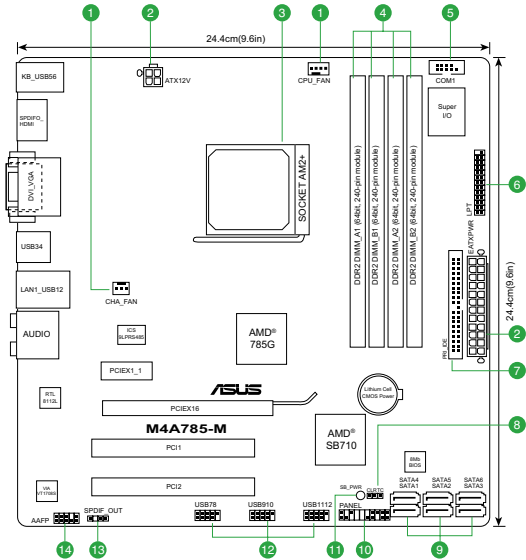 1
2
3
1
4
5
24.4cm(9.6in)
KB_USB56
ATX12V
CPU_FAN
COM1
Super
I/O
SPDIFO_
HDMI
DVI_VGA
SOCKET AM2+
DDR2 DIMM_A1 (64bit, 240-pin module)
DDR2 DIMM_B1 (64bit, 240-pin module)
DDR2 DIMM_A2 (64bit, 240-pin module)
DDR2 DIMM_B2 (64bit, 240-pin module)
LPT
6
USB34
EATXPWR
24.4cm(9.6in)
LAN1_USB12
1
CHA_FAN
AUDIO
ICS
9LPRS485
AMD®
785G
PRI_IDE
2
7
PCIEX1_1
ASUS
Lithium Cell
CMOS Power
RTL
8112L
PCIEX16
M4A785-M
AMD®
SB710
8
PCI1
8Mb
BIOS
VIA
VT1708S
PCI2
SB_PWR
CLRTC
SATA4
SATA1
SATA5
SATA2
SATA6
SATA3
AAFP
SPDIF_OUT
USB78
USB910
USB1112
PANEL
14
13
12
11
10
9